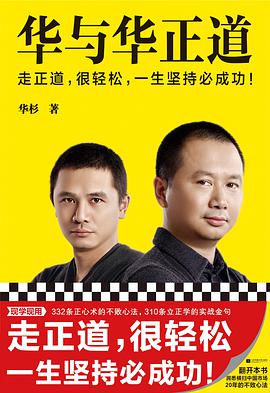 华与华正道
走正道，很轻松，一生坚持必成功！
华杉 著
现学现用
332条正心术的不败心法，310条立正学的实战金句
走正道，很轻松
一生坚持必成功！
翻开本书
洞悉横扫中国市场
20年的不败心法